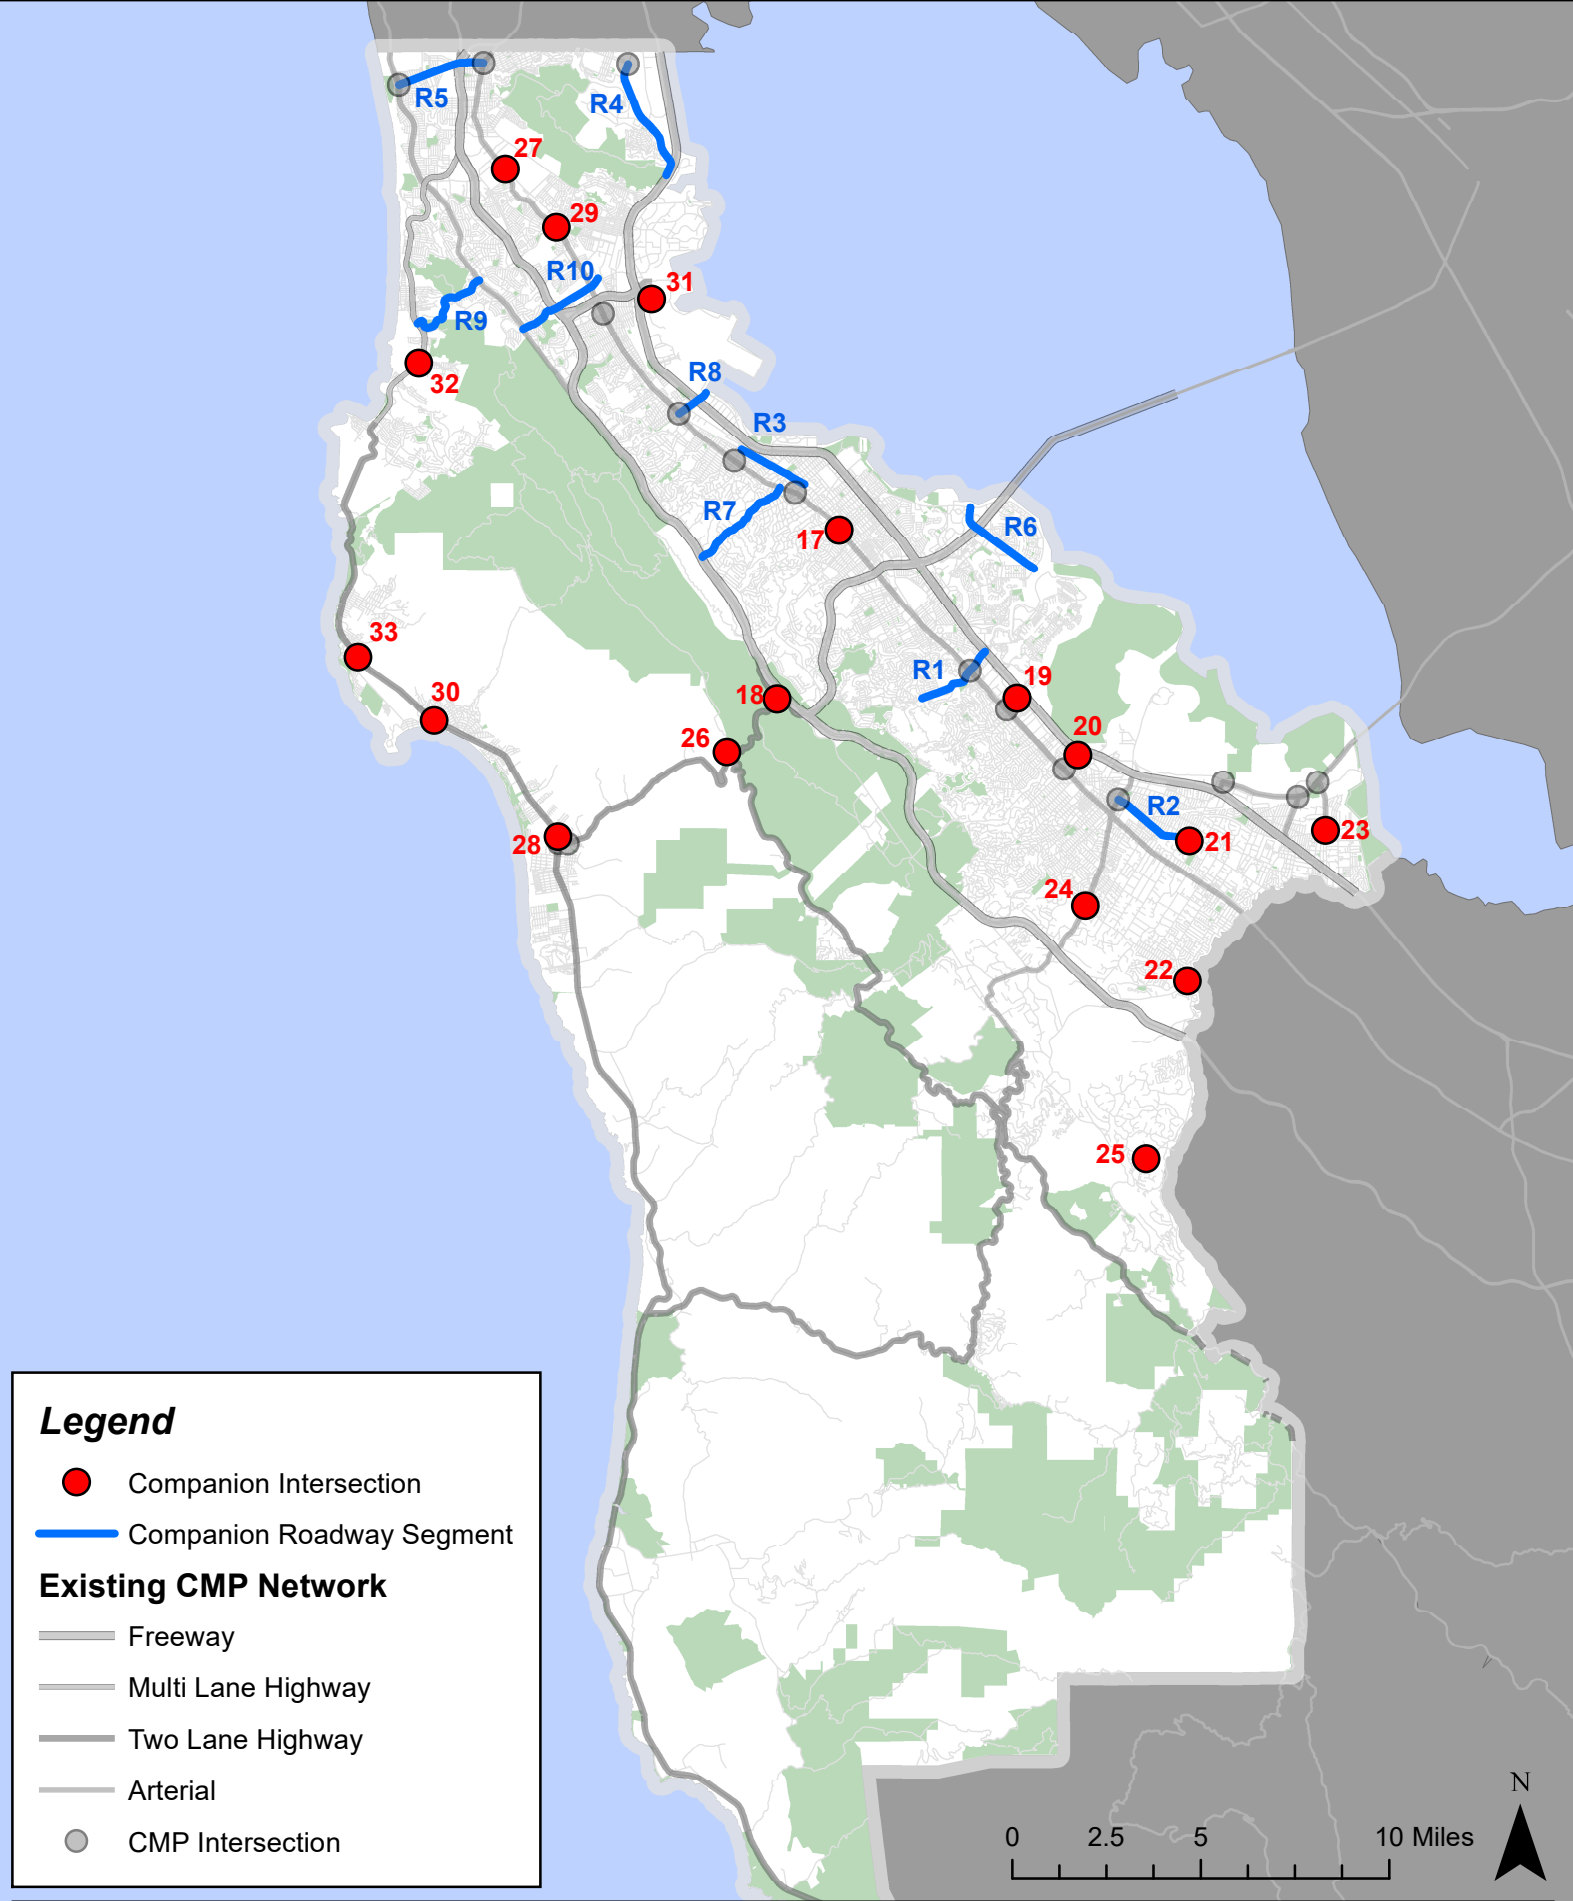 R5
R4
27
29
R10
31
R9
32
R8
R3
R7
17
R6
33
30
18
R1
19
26
20
R2
28
21
23
24
22
25
Legend
Companion Intersection
Companion Roadway Segment
Existing CMP Network
Freeway
Multi Lane Highway
Two Lane Highway
Arterial
CMP Intersection
N
0 2.5 5 10 Miles